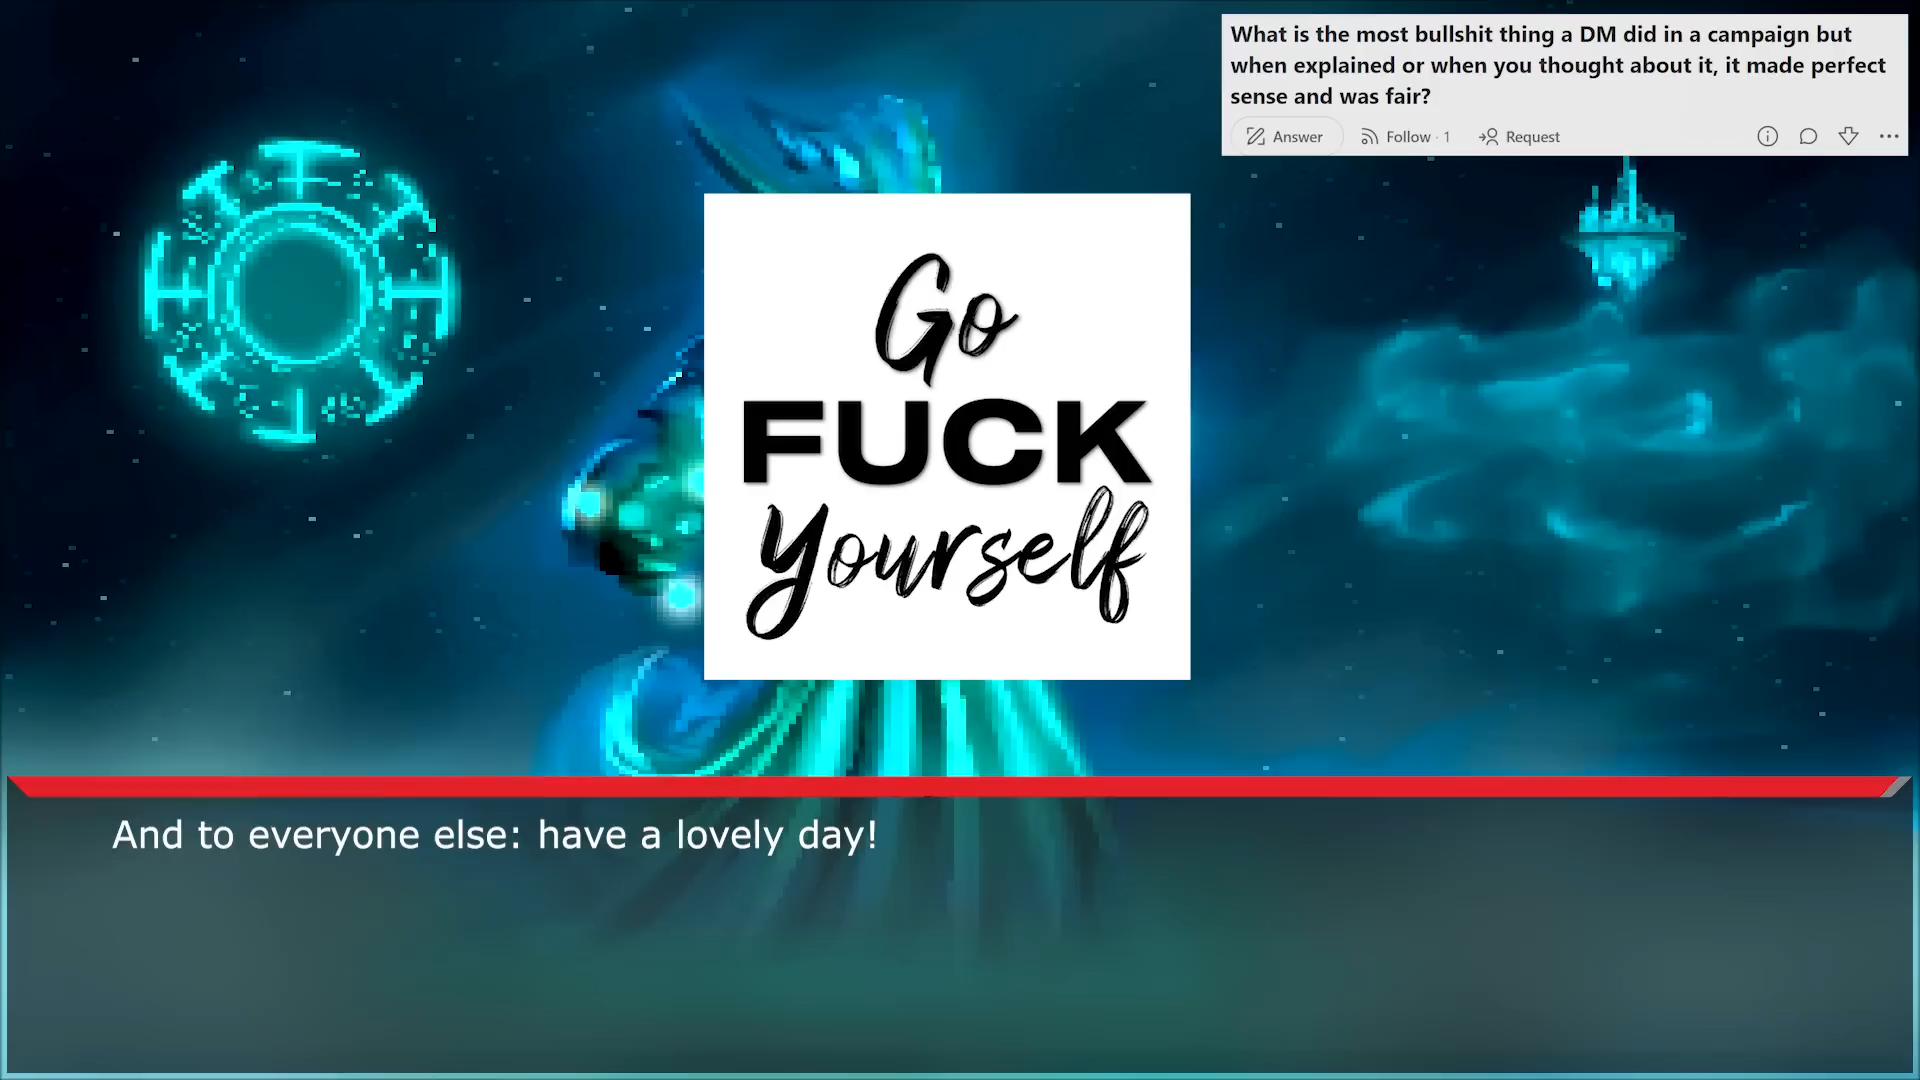 What is the most bullshit thing a DM did in a campaign but
when explained or when you thought about it, it made perfect
sense and was fair?
Answer Follow · 1 Request
Go
FUCK
Yourself
And to everyone else: have a lovely day!